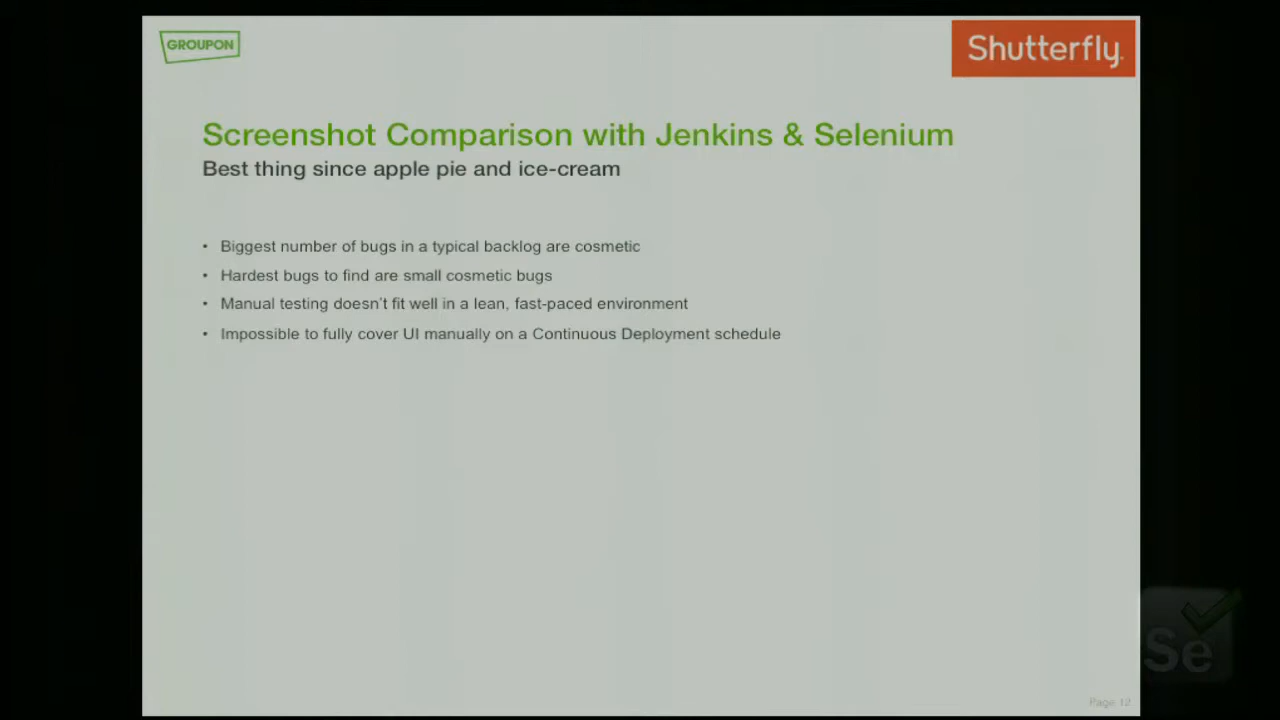 GROUPON
Shutterfly.
Screenshot Comparison with Jenkins & Selenium
Best thing since apple pie and ice-cream
• Biggest number of bugs in a typical backlog are cosmetic
• Hardest bugs to find are small cosmetic bugs
• Manual testing doesn't fit well in a lean, fast-paced environment
• Impossible to fully cover UI manually on a Continuous Deployment schedule
Se
Page 12